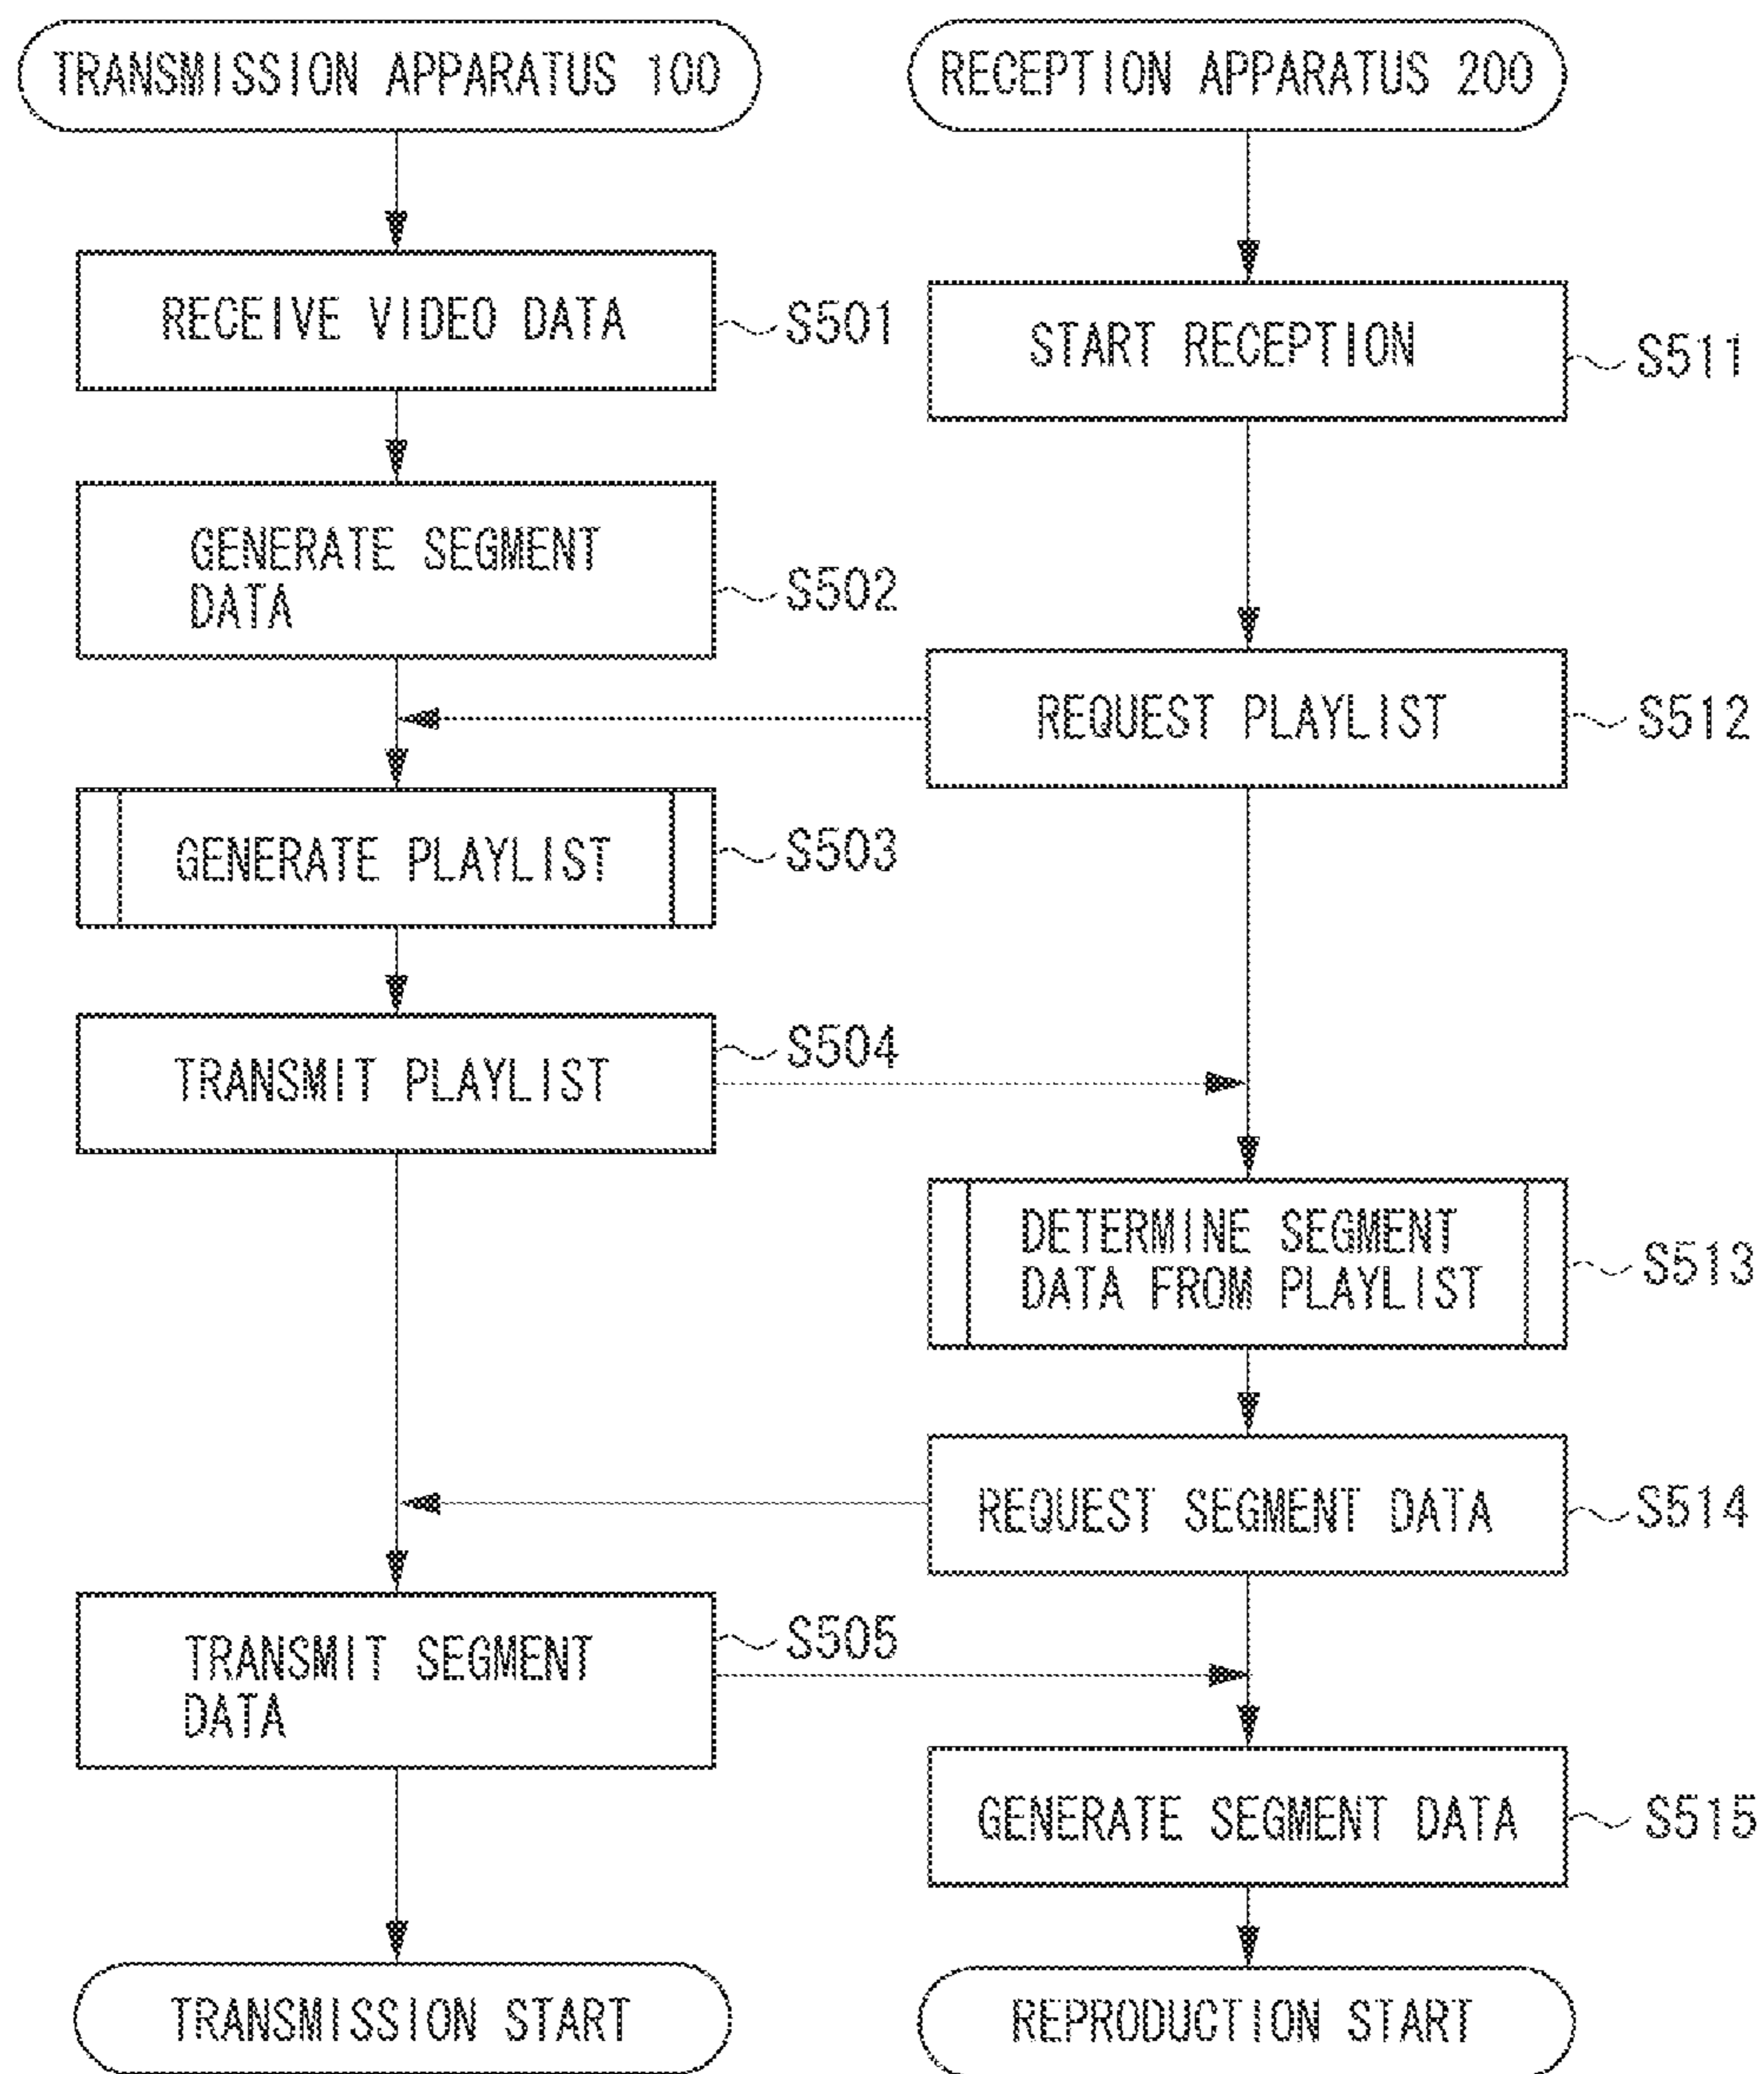 TRANSMISSION APPARATUS 100
RECEIVE VIDEO DATA
S501
GENERATE SEGMENT
DATA
S502
GENERATE PLAYLIST
S503
TRANSMIT PLAYLIST
S504
TRANSMIT SEGMENT
DATA
S505
TRANSMISSION START
RECEPTION APPARATUS 200
START RECEPTION
S511
REQUEST PLAYLIST
S512
DETERMINE SEGMENT
DATA FROM PLAYLIST
S513
REQUEST SEGMENT DATA
S514
GENERATE SEGMENT DATA
S515
REPRODUCTION START